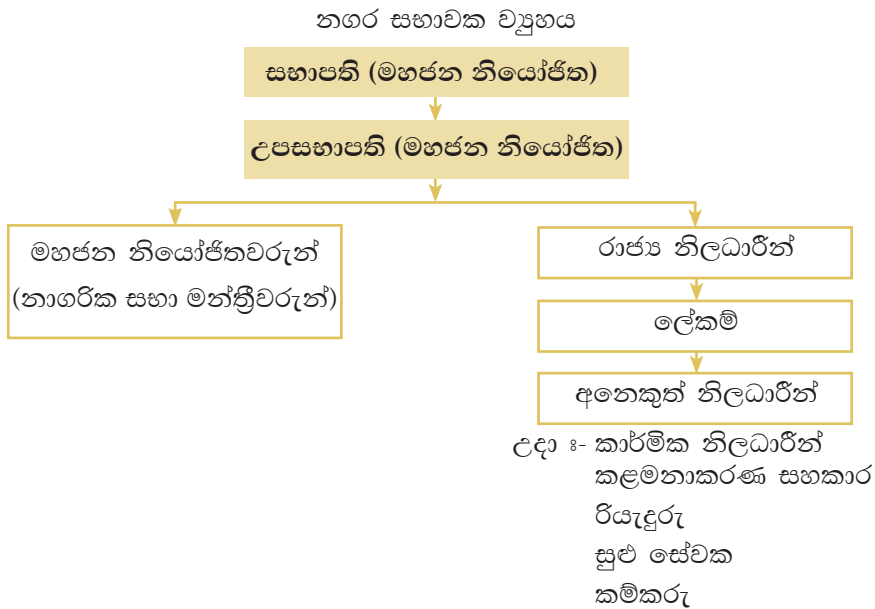 නගර සභාවක ව්‍යුහය
සභාපති (මහජන නියෝජිත)
උපසභාපති (මහජන නියෝජිත)
මහජන නියෝජිතවරුන්
(නාගරික සභා මන්ත්‍රීවරුන්)
රාජ්‍ය නිලධාරීන්
ලේකම්
අනෙකුත් නිලධාරීන්
උදා ඃ- කාර්මික නිලධාරීන්
කළමනාකරණ සහකාර
රියැදුරු
සුළු සේවක
කම්කරු